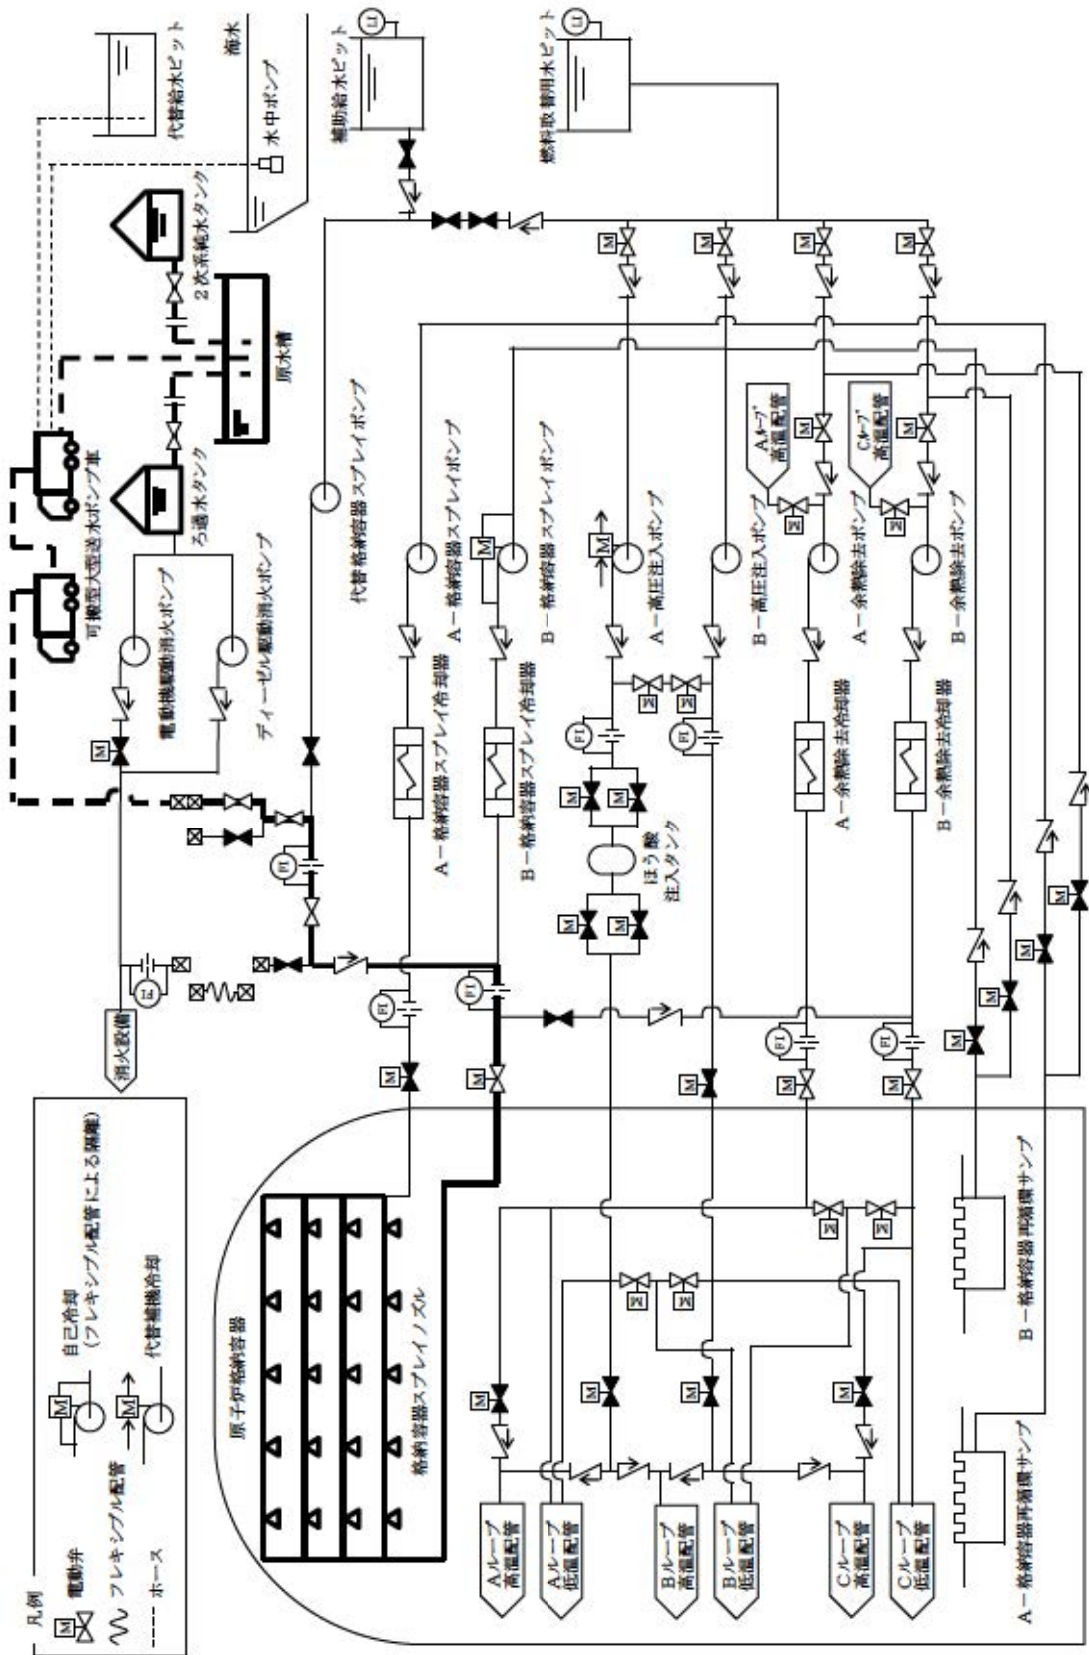 凡例
電動弁
フレキシブル配管
ホース
自己冷却
(フレキシブル配管による隔離)
代替補機冷却
M
M
M
消火設備
FI
可搬型大型送水ポンプ車
代替給水ピット
海水
水中ポンプ
2次系純水タンク
原水槽
ろ過水タンク
電動機駆動消火ポンプ
ディーゼル駆動消火ポンプ
M
FI
補助給水ピット
LI
燃料取替用水ピット
LI
代替格納容器スプレイポンプ
A-格納容器スプレイポンプ
B-格納容器スプレイポンプ
M
A-高圧注入ポンプ
M
B-高圧注入ポンプ
A-余熱除去ポンプ
B-余熱除去ポンプ
Aループ
高温配管
Cループ
高温配管
M
M
M
M
M
M
M
M
A-格納容器スプレイ冷却器
B-格納容器スプレイ冷却器
ほう酸
注入タンク
A-余熱除去冷却器
B-余熱除去冷却器
FI
FI
M
M
M
M
M
M
FI
FI
FI
FI
M
M
M
M
M
M
M
M
M
原子炉格納容器
格納容器スプレイノズル
M
M
M
M
M
M
M
M
Aループ
高温配管
Aループ
低温配管
Bループ
高温配管
Bループ
低温配管
Cループ
高温配管
Cループ
低温配管
A-格納容器再循環サンプ
B-格納容器再循環サンプ